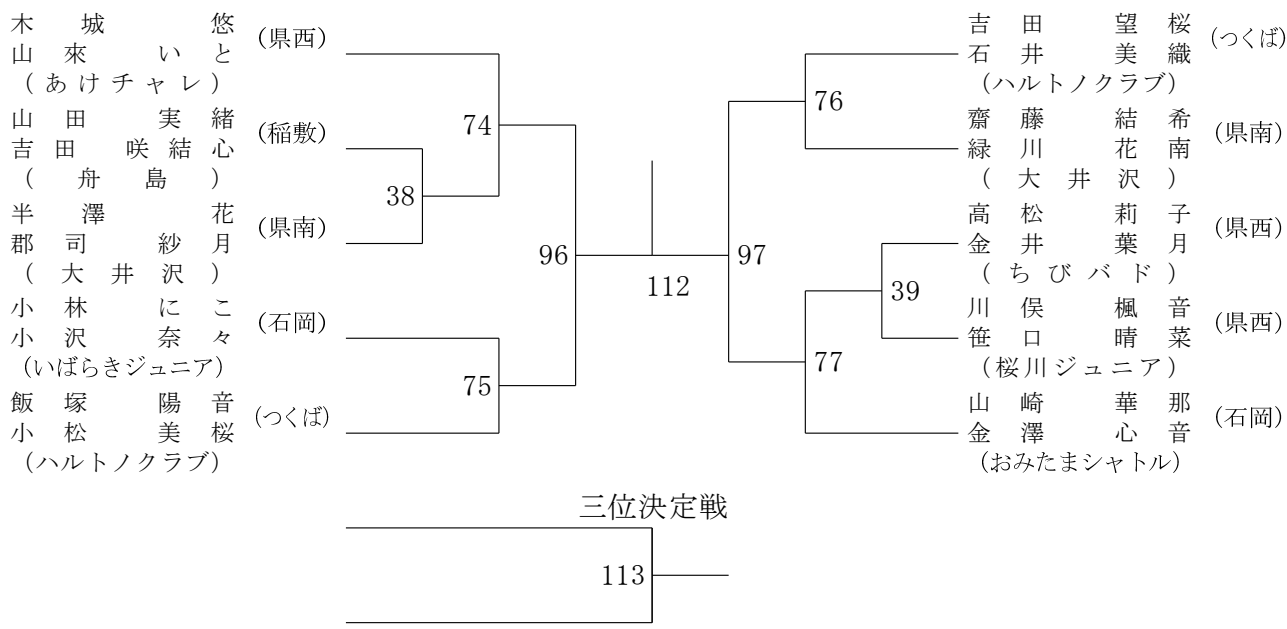 木城 悠
山來 いと
(県西)
(あけチャレ)
山田 実緒
吉田 咲結心
(稲敷)
(舟島)
半澤 花
郡司 紗月
(県南)
(大井沢)
小林 にこ
小沢 奈々
(石岡)
(いばらきジュニア)
飯塚 陽音
小松 美桜
(つくば)
(ハルトノクラブ)
74
38
96
75
112
97
76
39
77
吉田 望桜
石井 美織
(つくば)
(ハルトノクラブ)
齋藤 結希
緑川 花南
(県南)
(大井沢)
高松 莉子
金井 葉月
(県西)
(ちびバド)
川俣 楓音
笹口 晴菜
(県西)
(桜川ジュニア)
山崎 華那
金澤 心音
(石岡)
(おみたまシャトル)
三位決定戦
113